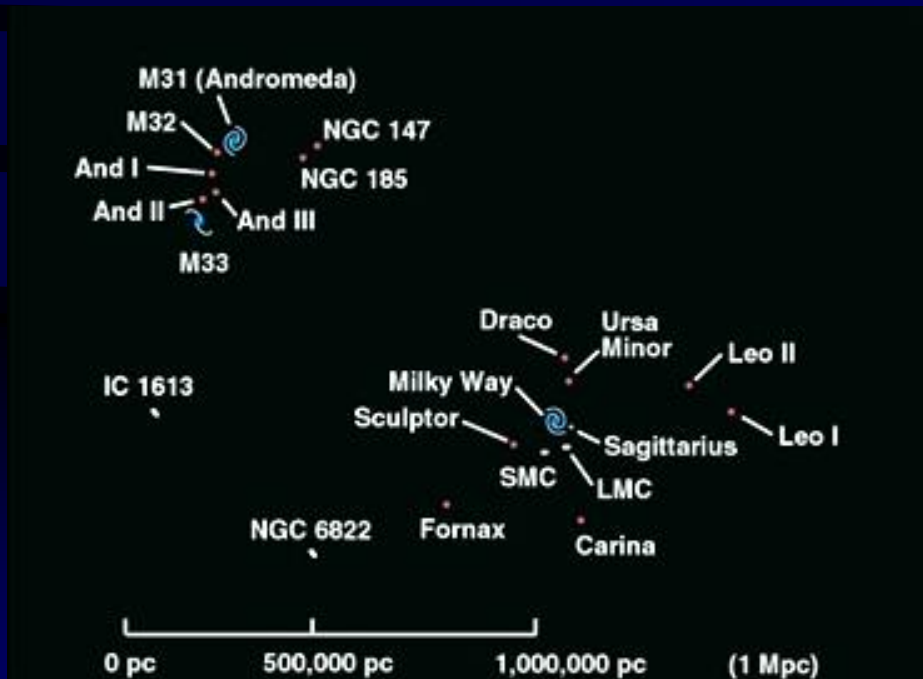 M31 (Andromeda)
M32
NGC 147
And I
NGC 185
And II
And III
M33
Draco
Ursa
Minor
Leo II
IC 1613
Milky Way
Sculptor
Leo I
Sagittarius
SMC
LMC
NGC 6822
Fornax
Carina
0 pc
500,000 pc
1,000,000 pc
(1 Mpc)